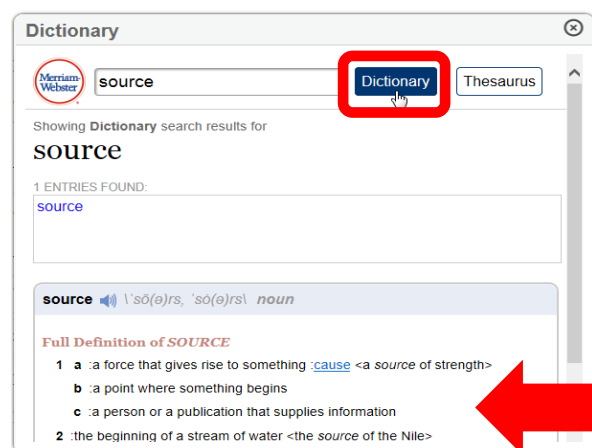 Dictionary
Merriam-Webster source Dictionary Thesaurus
Showing Dictionary search results for
source
1 ENTRIES FOUND:
source
source \ˈsȯ(ə)rs, ˈsȯ(ə)rs\ noun
Full Definition of SOURCE
1 a :a force that gives rise to something :cause <a source of strength>
b :a point where something begins
c :a person or a publication that supplies information
2 :the beginning of a stream of water <the source of the Nile>